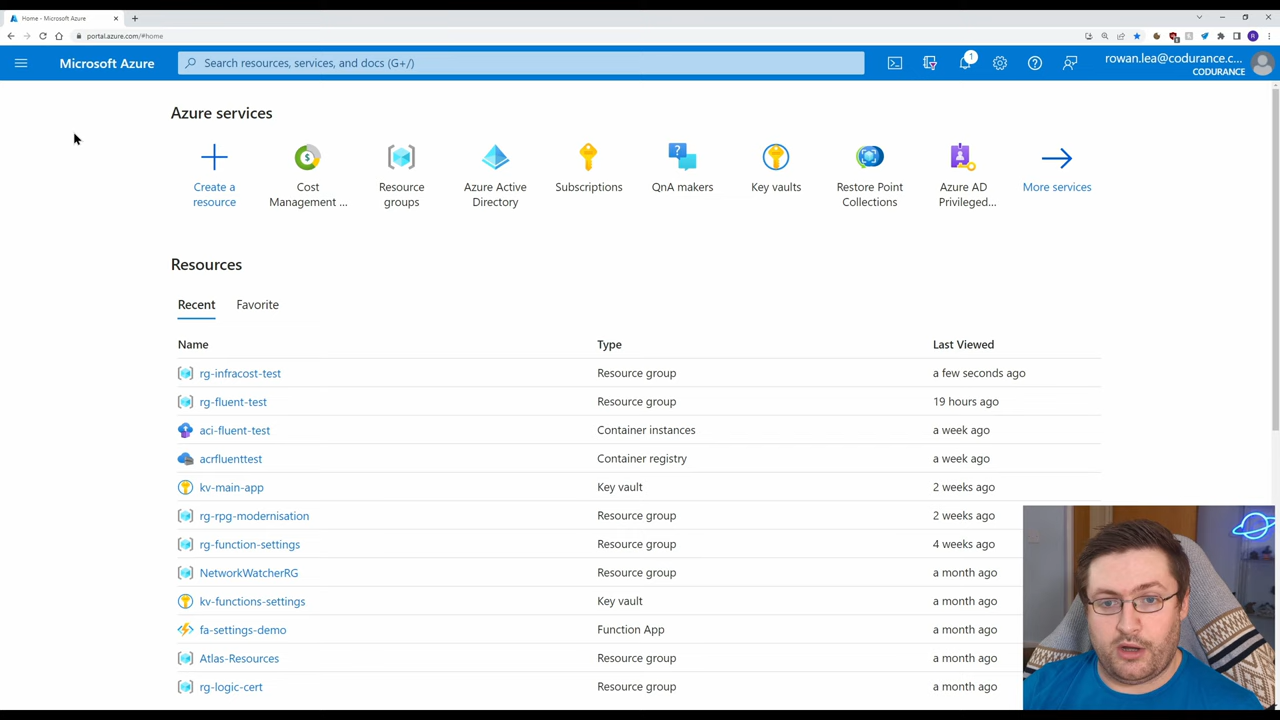 Home - Microsoft Azure
portal.azure.com/#home
Microsoft Azure
Search resources, services, and docs (G+/)
1
rowan.lea@codurance.c...
CODURANCE
Azure services
Create a resource
Cost Management ...
Resource groups
Azure Active Directory
Subscriptions
QnA makers
Key vaults
Restore Point Collections
Azure AD Privileged...
More services
Resources
Recent Favorite
Name Type Last Viewed
rg-infracost-test Resource group a few seconds ago
rg-fluent-test Resource group 19 hours ago
aci-fluent-test Container instances a week ago
acrfluenttest Container registry a week ago
kv-main-app Key vault 2 weeks ago
rg-rpg-modernisation Resource group 2 weeks ago
rg-function-settings Resource group 4 weeks ago
NetworkWatcherRG Resource group a month ago
kv-functions-settings Key vault a month ago
fa-settings-demo Function App a month ago
Atlas-Resources Resource group a month ago
rg-logic-cert Resource group a month ago